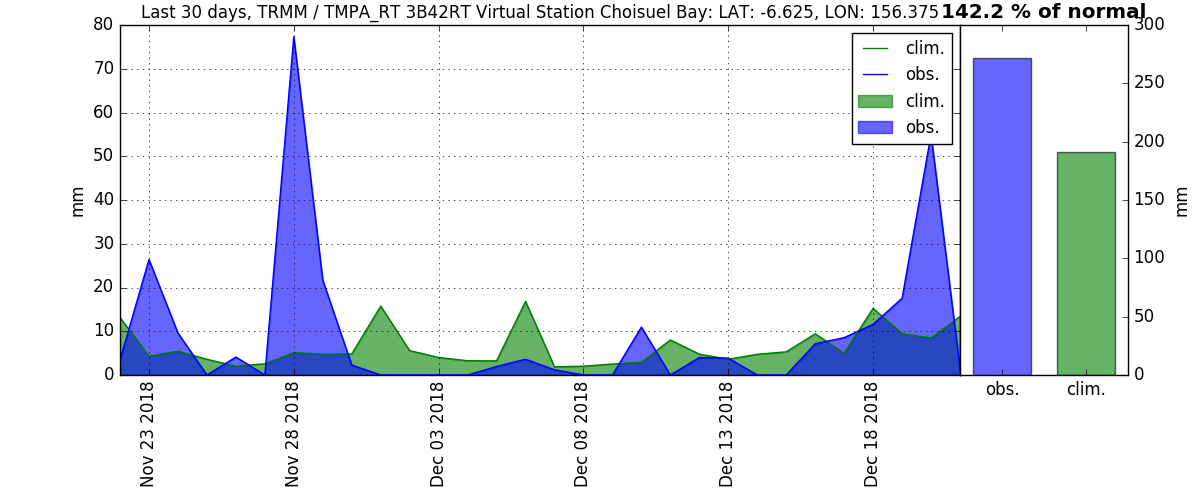 Last 30 days, TRMM / TMPA_RT 3B42RT Virtual Station Choisuel Bay: LAT: -6.625, LON: 156.375
142.2 % of normal
mm
80
70
60
50
40
30
20
10
0
clim.
obs.
clim.
obs.
Nov 23 2018
Nov 28 2018
Dec 03 2018
Dec 08 2018
Dec 13 2018
Dec 18 2018
300
250
200
150
100
50
0
mm
obs.
clim.